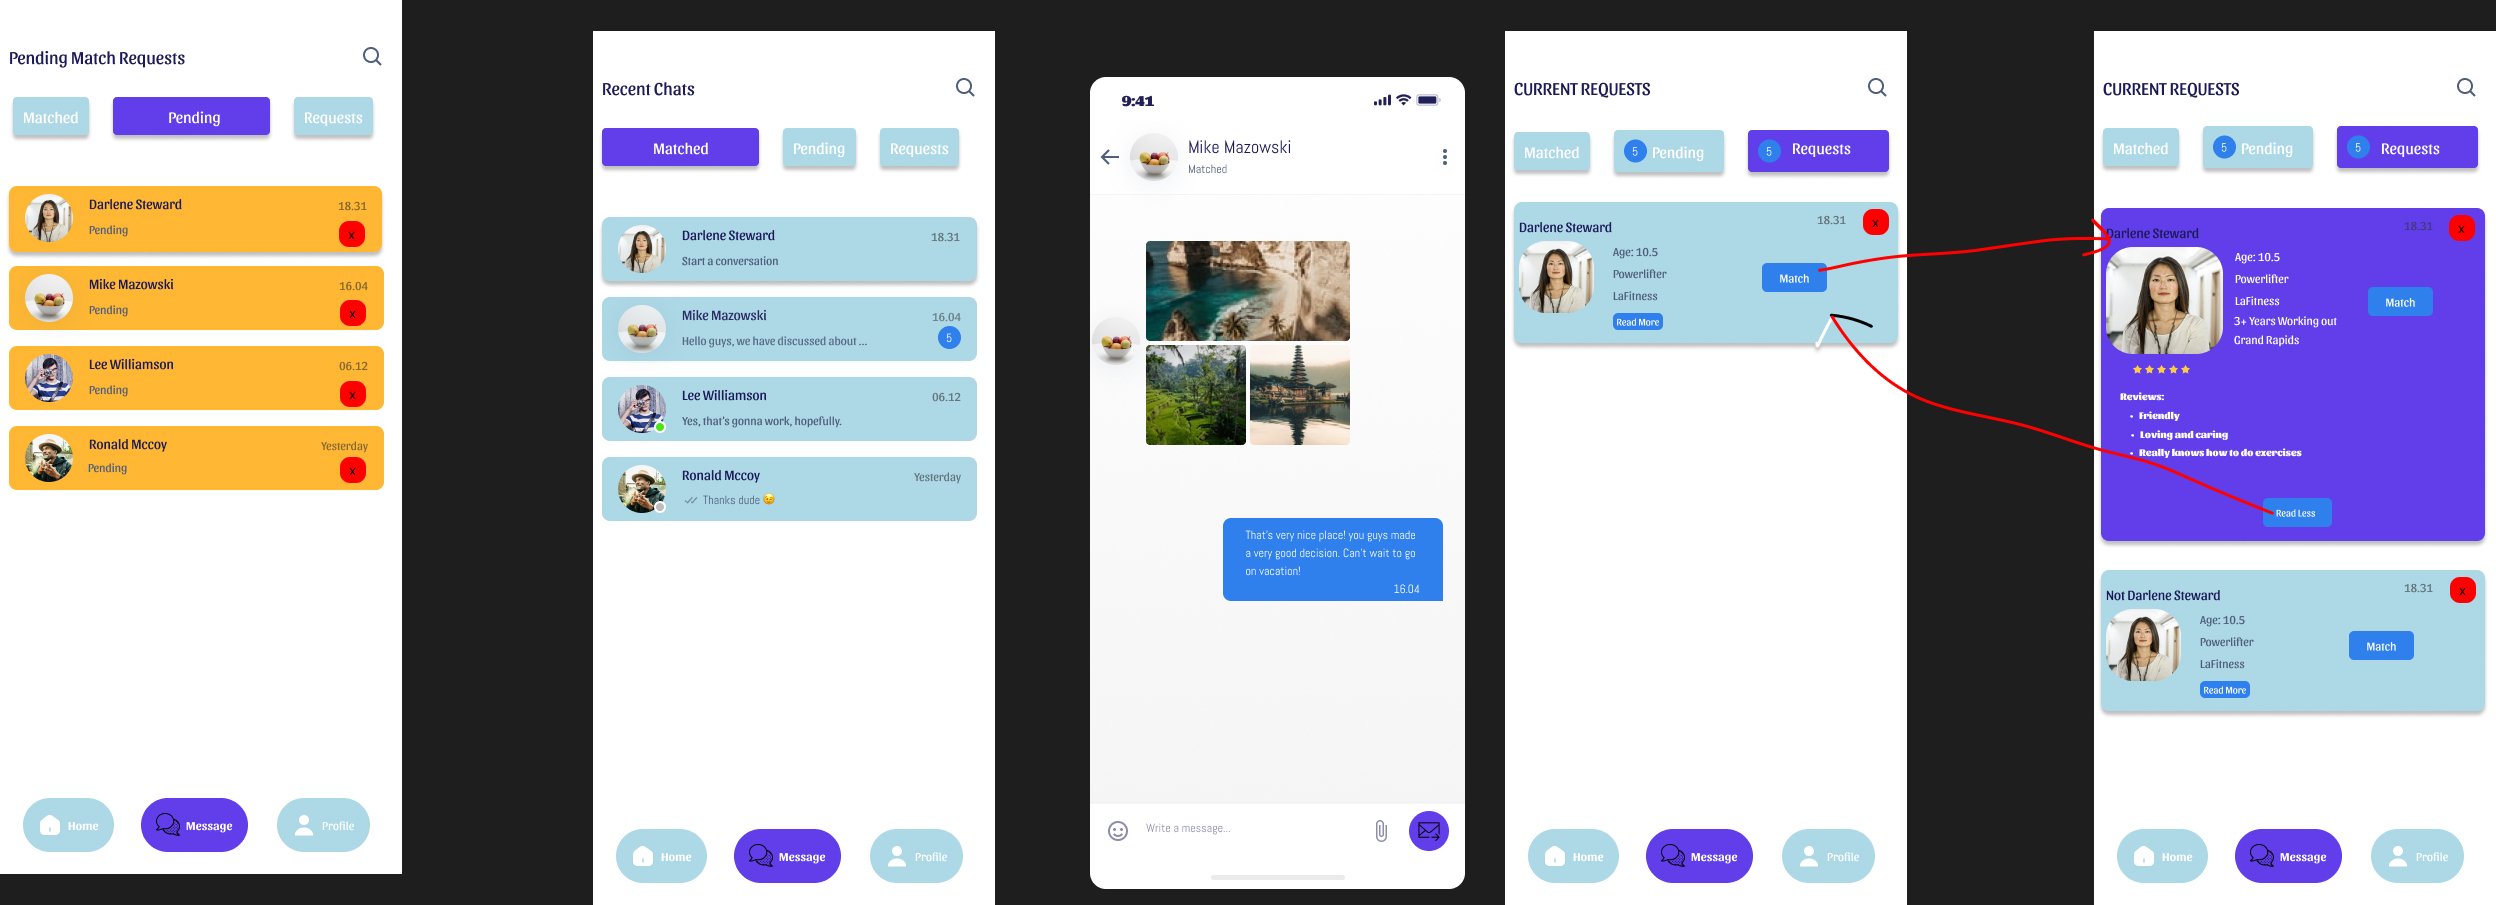 Pending Match Requests
Matched
Pending
Requests
Darlene Steward
18.31
Pending
x
Mike Mazowski
16.04
Pending
x
Lee Williamson
06.12
Pending
x
Ronald Mccoy
Yesterday
Pending
x
Home
Message
Profile
Recent Chats
Matched
Pending
Requests
Darlene Steward
18.31
Start a conversation
Mike Mazowski
16.04
Hello guys, we have discussed about ...
5
Lee Williamson
06.12
Yes, that's gonna work, hopefully.
Ronald Mccoy
Yesterday
Thanks dude 😉
Home
Message
Profile
9:41
Mike Mazowski
Matched
That's very nice place! you guys made
a very good decision. Can't wait to go
on vacation!
16.04
Write a message...
CURRENT REQUESTS
Matched
5 Pending
5 Requests
18.31
x
Darlene Steward
Age: 10.5
Powerlifter
LaFitness
Match
Read More
Home
Message
Profile
CURRENT REQUESTS
Matched
5 Pending
5 Requests
18.31
x
Darlene Steward
Age: 10.5
Powerlifter
LaFitness
Match
3+ Years Working out
Grand Rapids
Reviews:
• Friendly
• Loving and caring
• Really knows how to do exercises
Read Less
18.31
x
Not Darlene Steward
Age: 10.5
Powerlifter
LaFitness
Match
Read More
Home
Message
Profile